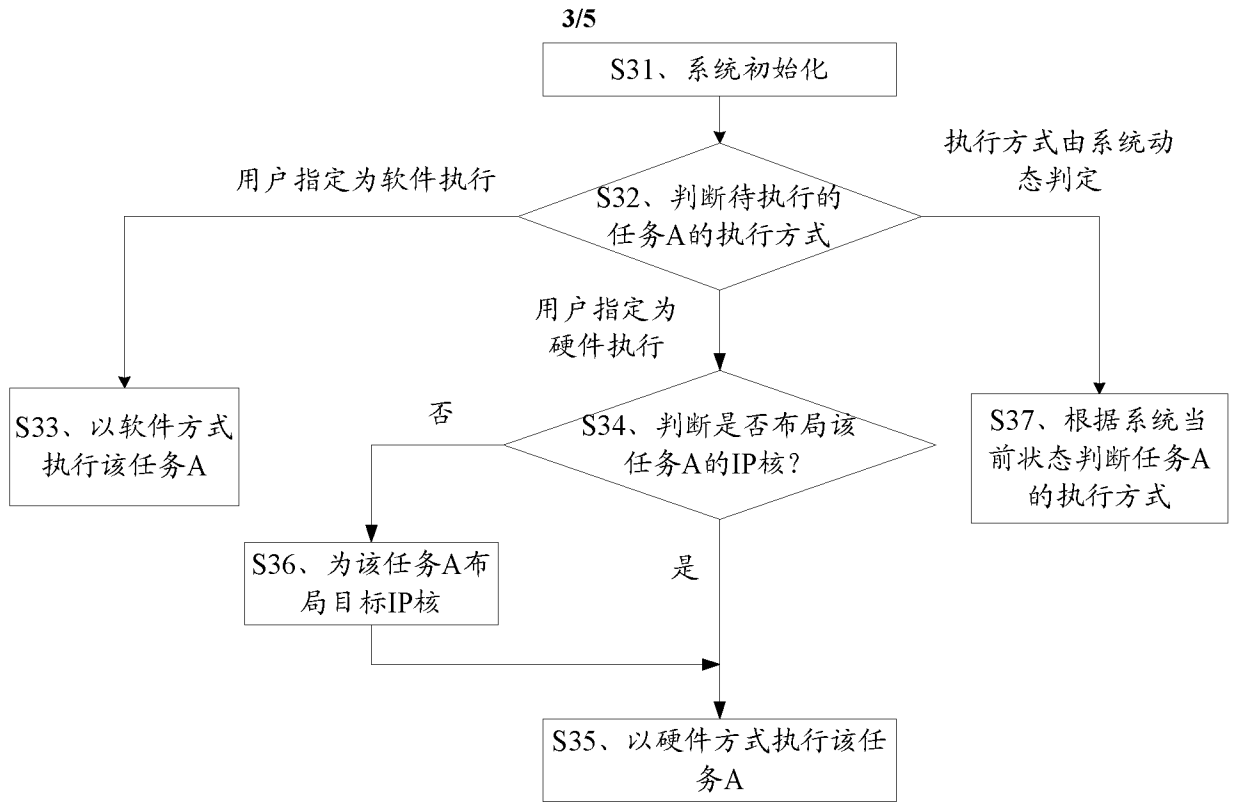 3/5
S31、系统初始化
执行方式由系统动
态判定
用户指定为软件执行
S32、判断待执行的
任务A的执行方式
用户指定为
硬件执行
S33、以软件方式
执行该任务A
否
S34、判断是否布局该
任务A的IP核?
S37、根据系统当
前状态判断任务A
的执行方式
S36、为该任务A布
局目标IP核
是
S35、以硬件方式执行该任
务A